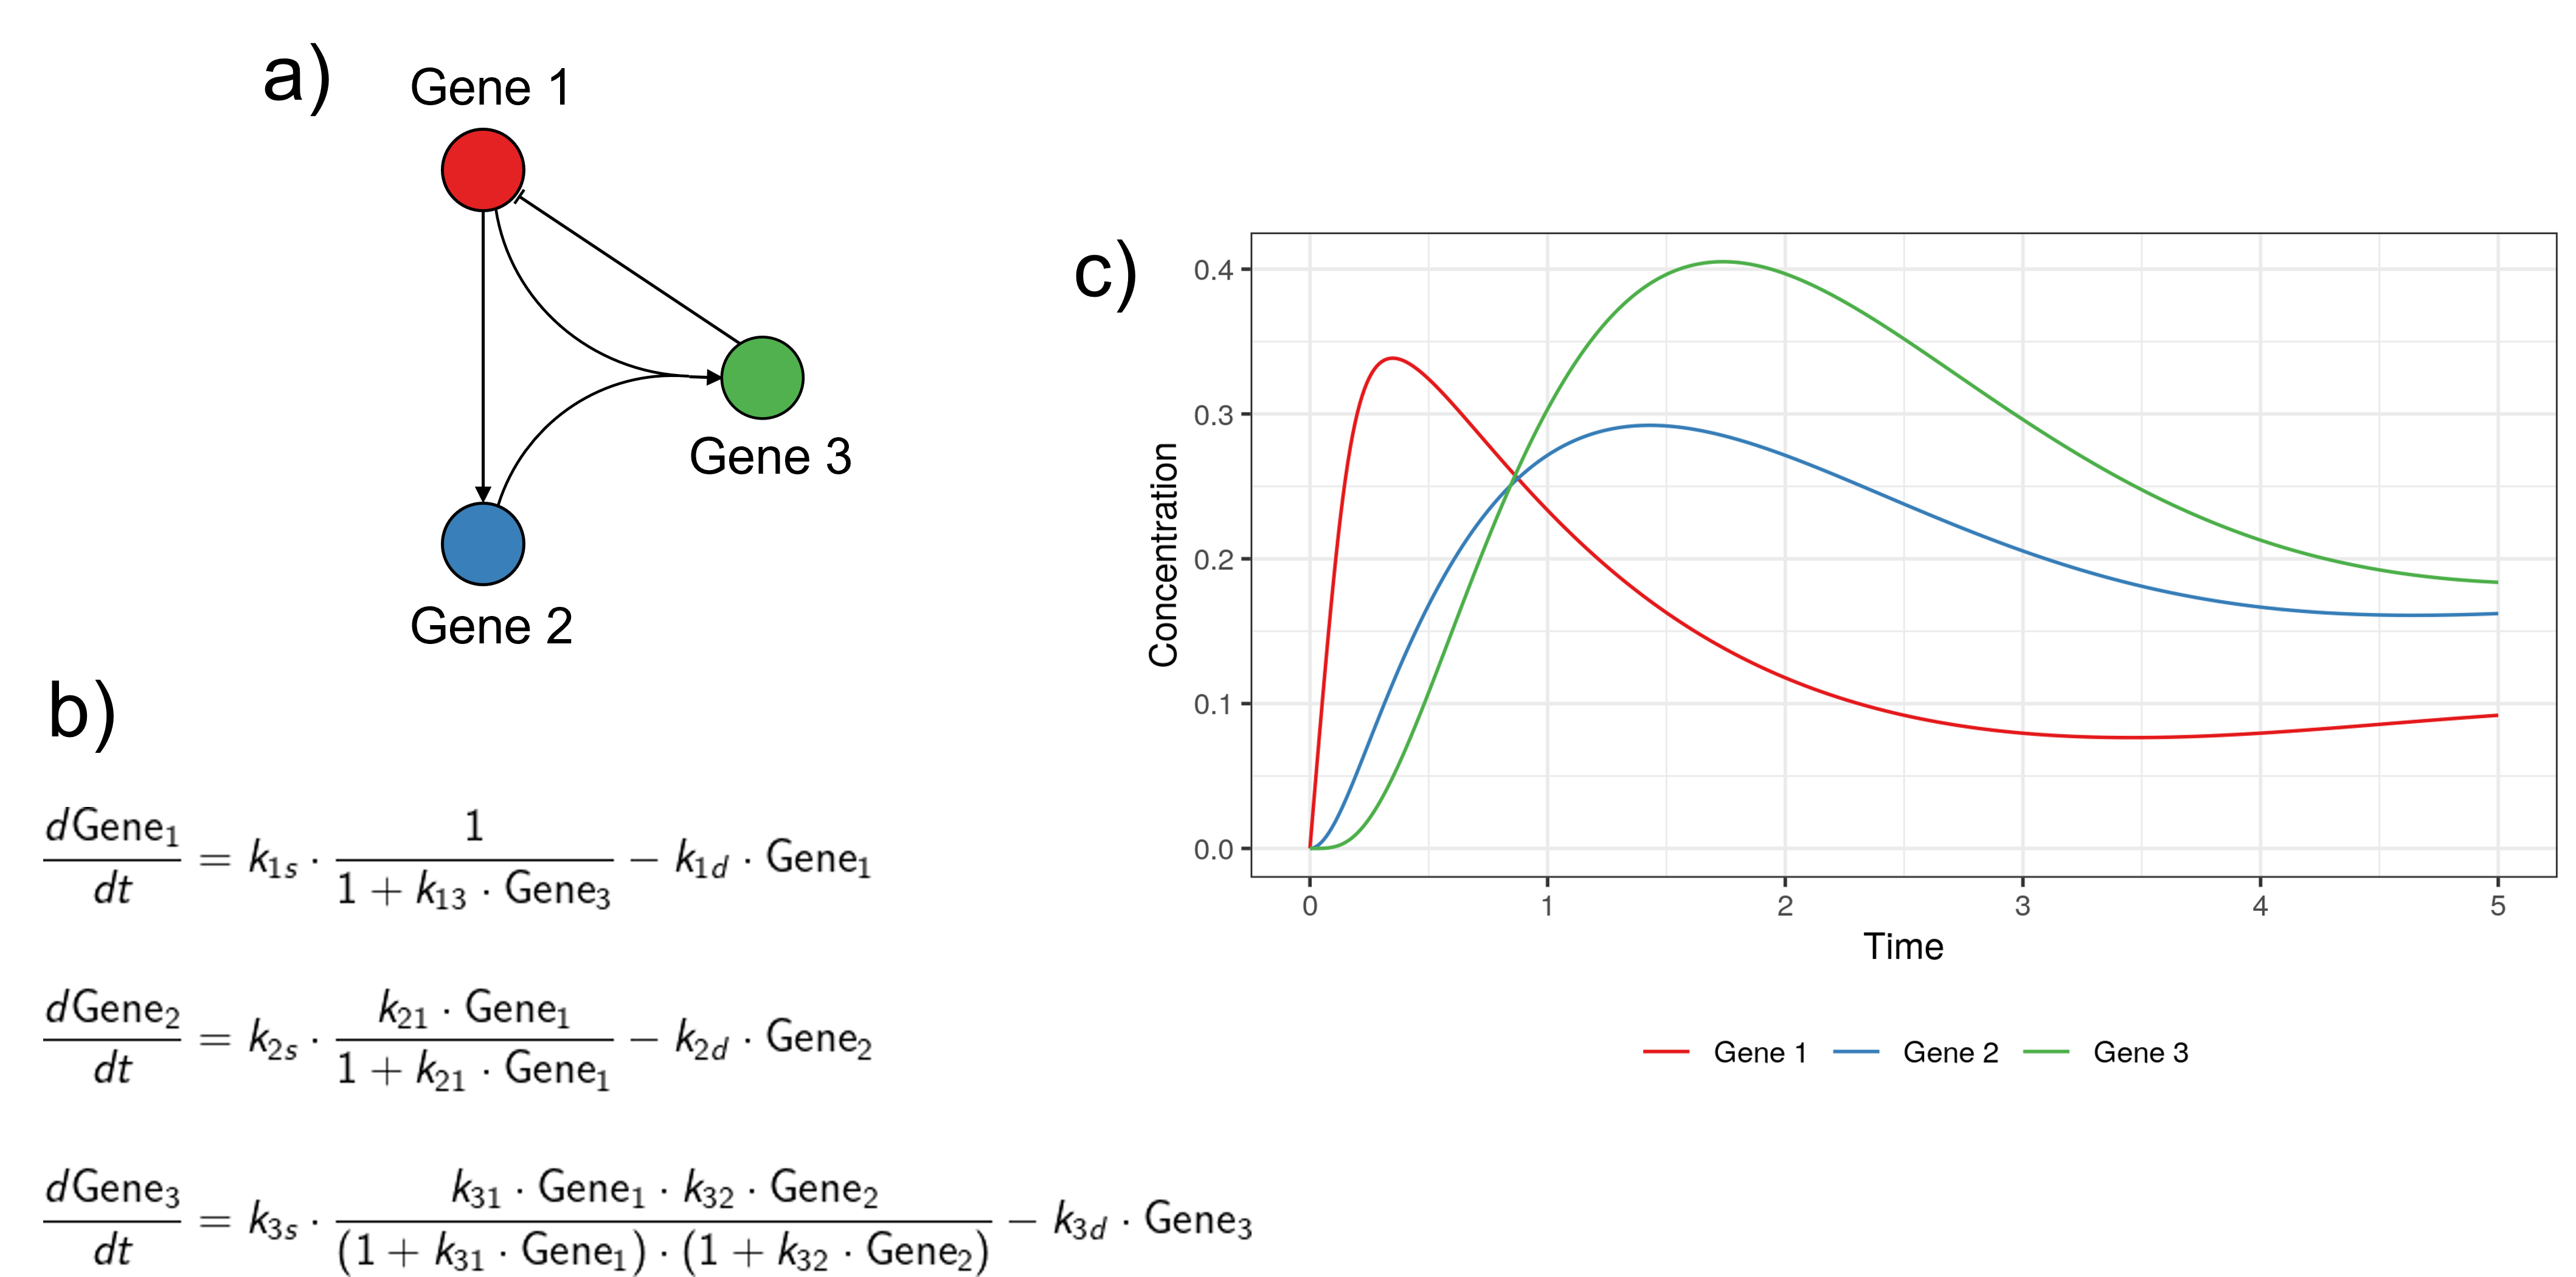 a)
Gene 1
Gene 3
Gene 2
b)
dGene₁/dt = k₁ₛ · 1/(1 + k₁₃ · Gene₃) − k₁d · Gene₁
dGene₂/dt = k₂ₛ · k₂₁ · Gene₁/(1 + k₂₁ · Gene₁) − k₂d · Gene₂
dGene₃/dt = k₃ₛ · k₃₁ · Gene₁ · k₃₂ · Gene₂/((1 + k₃₁ · Gene₁) · (1 + k₃₂ · Gene₂)) − k₃d · Gene₃
c)
Concentration
0.4
0.3
0.2
0.1
0.0
0 1 2 3 4 5
Time
Gene 1 Gene 2 Gene 3